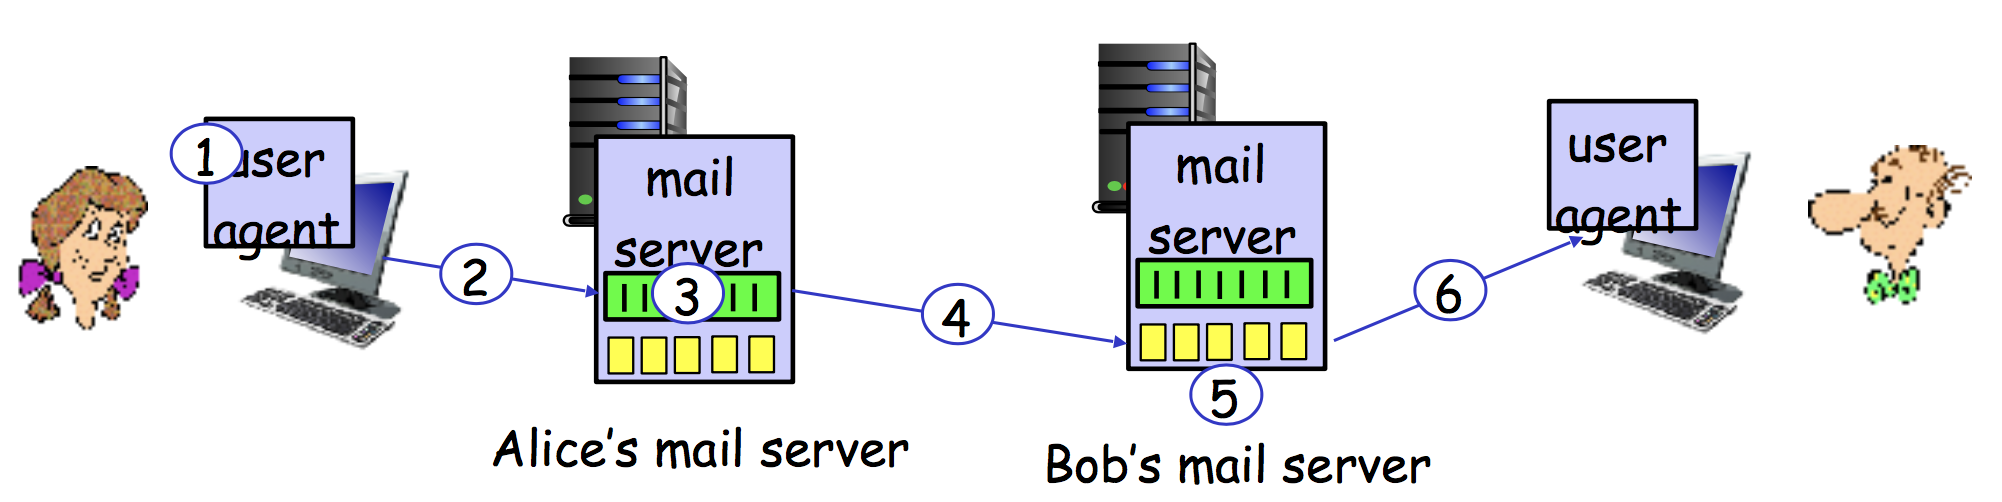 1
user
agent
2
mail
server
3
4
mail
server
5
6
user
agent
Alice's mail server
Bob's mail server